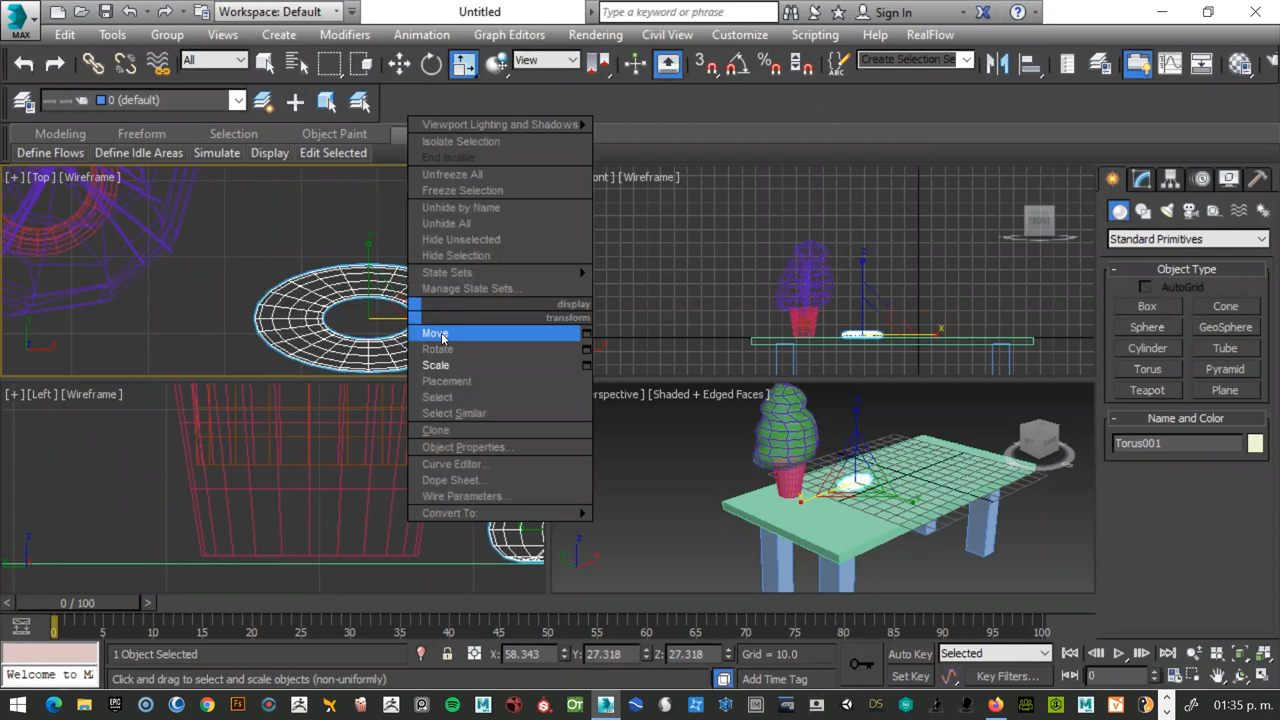 MAX
Workspace: Default
Untitled
Type a keyword or phrase
Sign In
Edit Tools Group Views Create Modifiers Animation Graph Editors Rendering Civil View Customize Scripting Help RealFlow
All
View
Create Selection Se
0 (default)
Modeling Freeform Selection Object Paint
Define Flows Define Idle Areas Simulate Display Edit Selected
[+] [Top] [Wireframe]
ront] [Wireframe]
FRONT
[+] [Left] [Wireframe]
erspective] [Shaded + Edged Faces]
Viewport Lighting and Shadows
Isolate Selection
End Isolate
Unfreeze All
Freeze Selection
Unhide by Name
Unhide All
Hide Unselected
Hide Selection
State Sets
Manage State Sets...
display
transform
Move
Rotate
Scale
Placement
Select
Select Similar
Clone
Object Properties...
Curve Editor...
Dope Sheet...
Wire Parameters...
Convert To:
Standard Primitives
- Object Type
AutoGrid
Box Cone
Sphere GeoSphere
Cylinder Tube
Torus Pyramid
Teapot Plane
- Name and Color
Torus001
< 0 / 100 >
0 5 10 15 20 25 30 35 40 45 50 55 60 65 70 75 80 85 90 95 100
1 Object Selected
X: 58.343 Y: 27.318 Z: 27.318
Grid = 10.0
Auto Key Selected
Welcome to M
Click and drag to select and scale objects (non-uniformly)
Add Time Tag
Set Key Key Filters...
0
01:35 p. m.